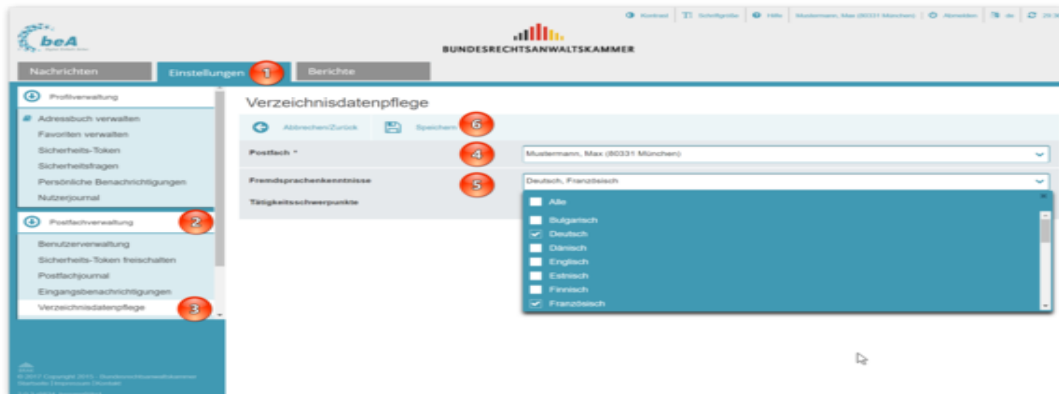 Kontrast Schriftgröße Hilfe Mustermann, Max (80331 München) Abmelden de
beA
BUNDESRECHTSANWALTSKAMMER
Nachrichten Einstellungen 1 Berichte
Profilverwaltung
Adressbuch verwalten
Favoriten verwalten
Sicherheits-Token
Sicherheitsfragen
Persönliche Benachrichtigungen
Nutzerjournal
Postfachverwaltung 2
Benutzerverwaltung
Sicherheits-Token freischalten
Postfachjournal
Eingangsbenachrichtigungen
Verzeichnisdatenpflege 3
Verzeichnisdatenpflege
Abbrechen/Zurück Speichern 6
Postfach * 4 Mustermann, Max (80331 München)
Fremdsprachenkenntnisse 5 Deutsch, Französisch
Tätigkeitsschwerpunkte
Alle
Bulgarisch
Deutsch
Dänisch
Englisch
Estnisch
Finnisch
Französisch